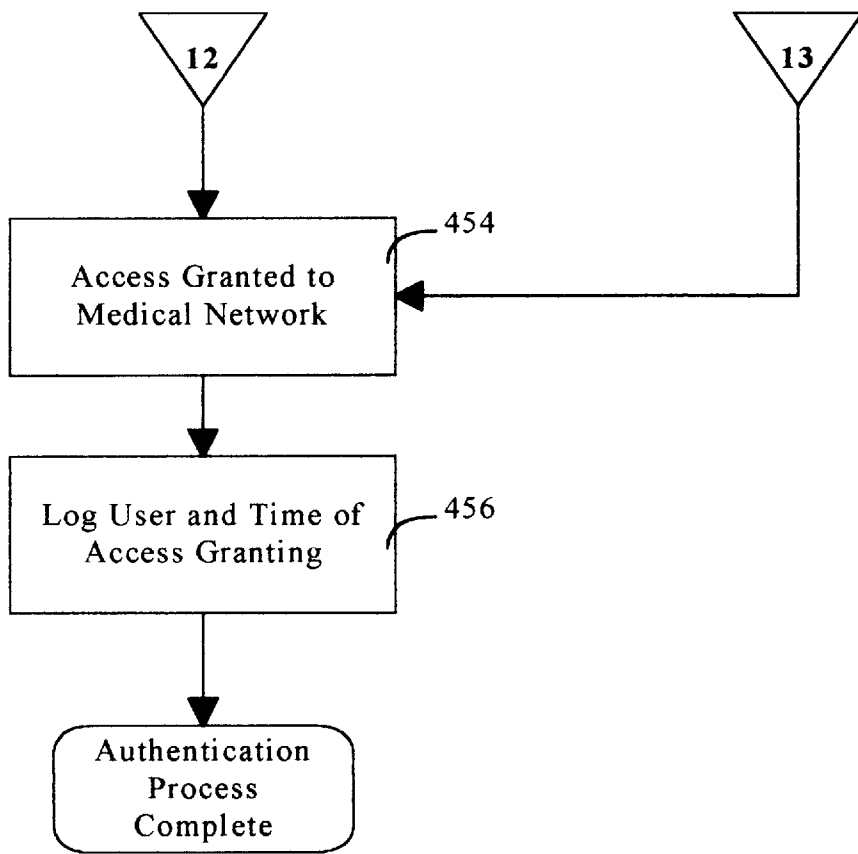 12
13
454
Access Granted to
Medical Network
456
Log User and Time of
Access Granting
Authentication
Process
Complete